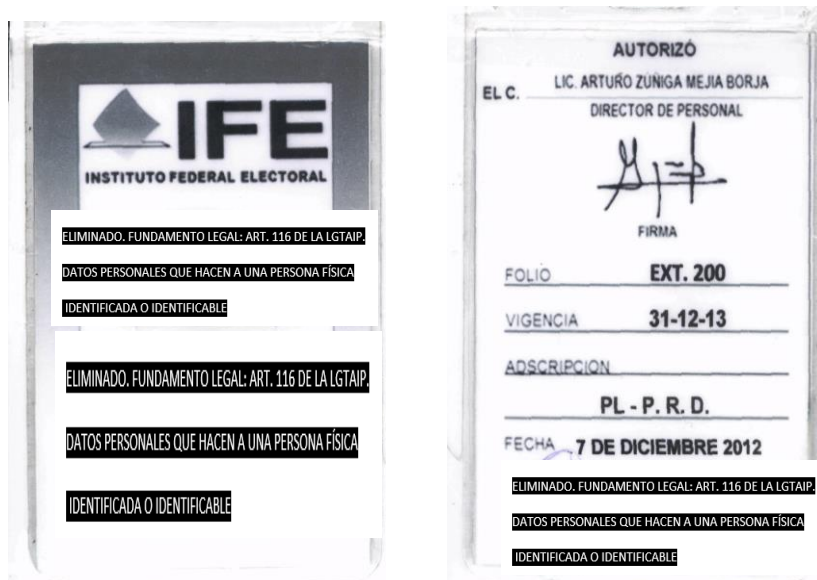 IFE
INSTITUTO FEDERAL ELECTORAL
ELIMINADO. FUNDAMENTO LEGAL: ART. 116 DE LA LGTAIP.
DATOS PERSONALES QUE HACEN A UNA PERSONA FÍSICA
IDENTIFICADA O IDENTIFICABLE
ELIMINADO. FUNDAMENTO LEGAL: ART. 116 DE LA LGTAIP.
DATOS PERSONALES QUE HACEN A UNA PERSONA FÍSICA
IDENTIFICADA O IDENTIFICABLE
AUTORIZÓ
EL C. LIC. ARTURO ZUÑIGA MEJIA BORJA
DIRECTOR DE PERSONAL
FIRMA
FOLIO EXT. 200
VIGENCIA 31-12-13
ADSCRIPCION
PL - P. R. D.
FECHA 7 DE DICIEMBRE 2012
ELIMINADO. FUNDAMENTO LEGAL: ART. 116 DE LA LGTAIP.
DATOS PERSONALES QUE HACEN A UNA PERSONA FÍSICA
IDENTIFICADA O IDENTIFICABLE